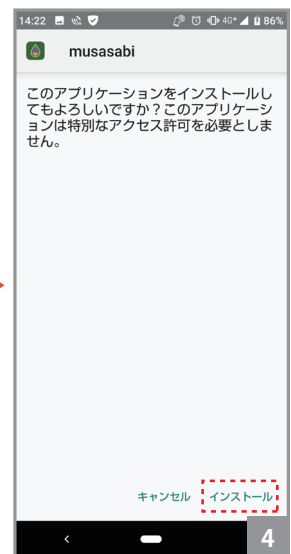 14:22 4G+ 86%
musasabi
このアプリケーションをインストールし
てもよろしいですか？このアプリケーシ
ョンは特別なアクセス許可を必要としま
せん。
キャンセル インストール
4